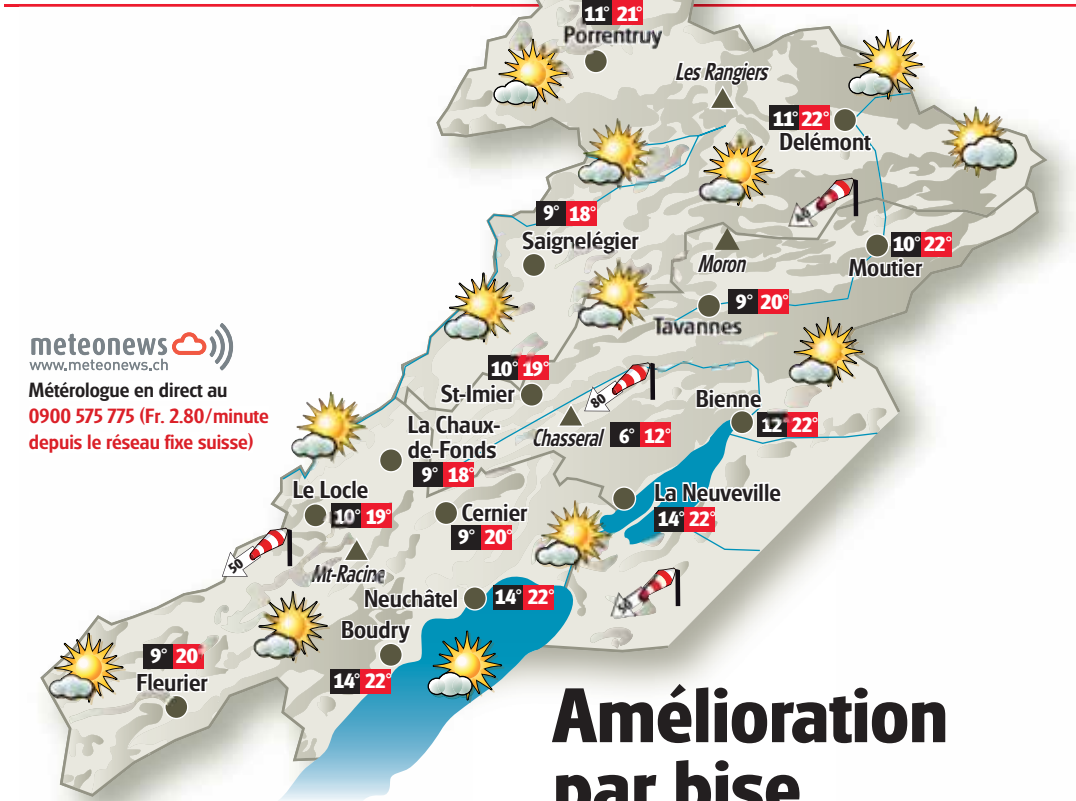 11° 21°
Porrentruy
Les Rangiers
11° 22°
Delémont
9° 18°
Saignelégier
10° 22°
Moutier
Moron
9° 20°
Tavannes
meteonews
www.meteonews.ch
Météorologue en direct au
0900 575 775 (Fr. 2.80/minute
depuis le réseau fixe suisse)
10° 19°
St-Imier
80
Chasseral 6° 12°
Bienne
12° 22°
La Chaux-
de-Fonds
9° 18°
Le Locle
10° 19°
Cernier
9° 20°
La Neuveville
14° 22°
50
Mt-Racine
Neuchâtel 14° 22°
Boudry
14° 22°
9° 20°
Fleurier
Amélioration
par bise